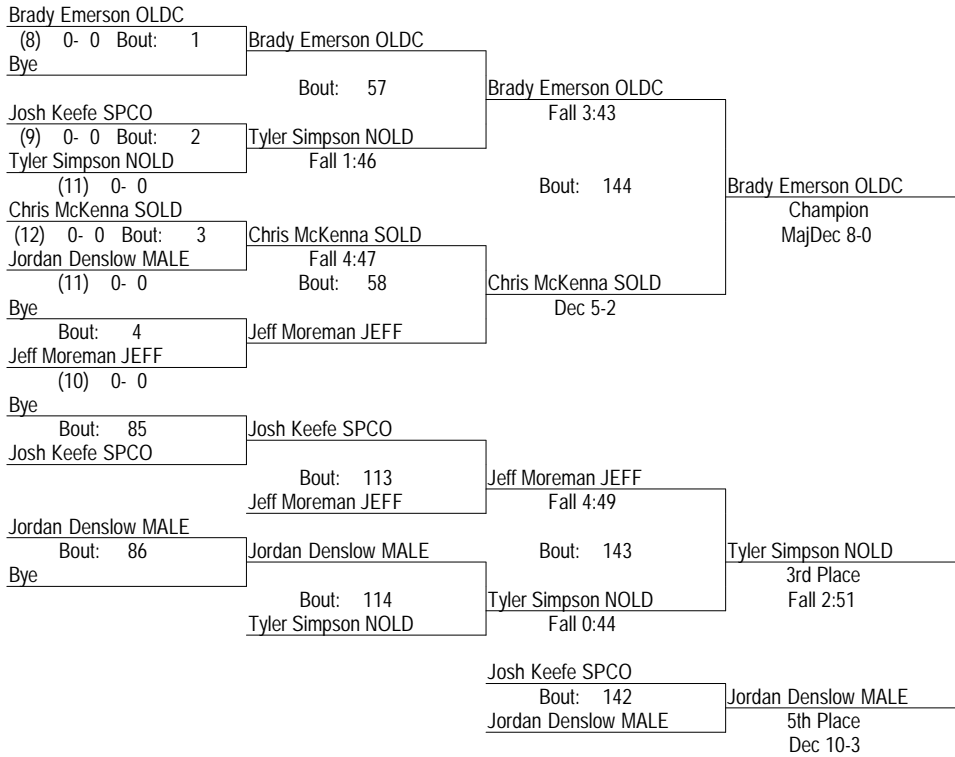 Brady Emerson OLDC
(8) 0- 0 Bout: 1
Bye
Brady Emerson OLDC
Bout: 57
Brady Emerson OLDC
Fall 3:43
Josh Keefe SPCO
(9) 0- 0 Bout: 2
Tyler Simpson NOLD
(11) 0- 0
Tyler Simpson NOLD
Fall 1:46
Bout: 144
Brady Emerson OLDC
Champion
MajDec 8-0
Chris McKenna SOLD
(12) 0- 0 Bout: 3
Jordan Denslow MALE
(11) 0- 0
Chris McKenna SOLD
Fall 4:47
Bout: 58
Chris McKenna SOLD
Dec 5-2
Bye
Bout: 4
Jeff Moreman JEFF
(10) 0- 0
Jeff Moreman JEFF
Bye
Bout: 85
Josh Keefe SPCO
Josh Keefe SPCO
Bout: 113
Jeff Moreman JEFF
Jeff Moreman JEFF
Fall 4:49
Jordan Denslow MALE
Bout: 86
Bye
Jordan Denslow MALE
Bout: 143
Tyler Simpson NOLD
3rd Place
Fall 2:51
Bout: 114
Tyler Simpson NOLD
Tyler Simpson NOLD
Fall 0:44
Josh Keefe SPCO
Bout: 142
Jordan Denslow MALE
Jordan Denslow MALE
5th Place
Dec 10-3